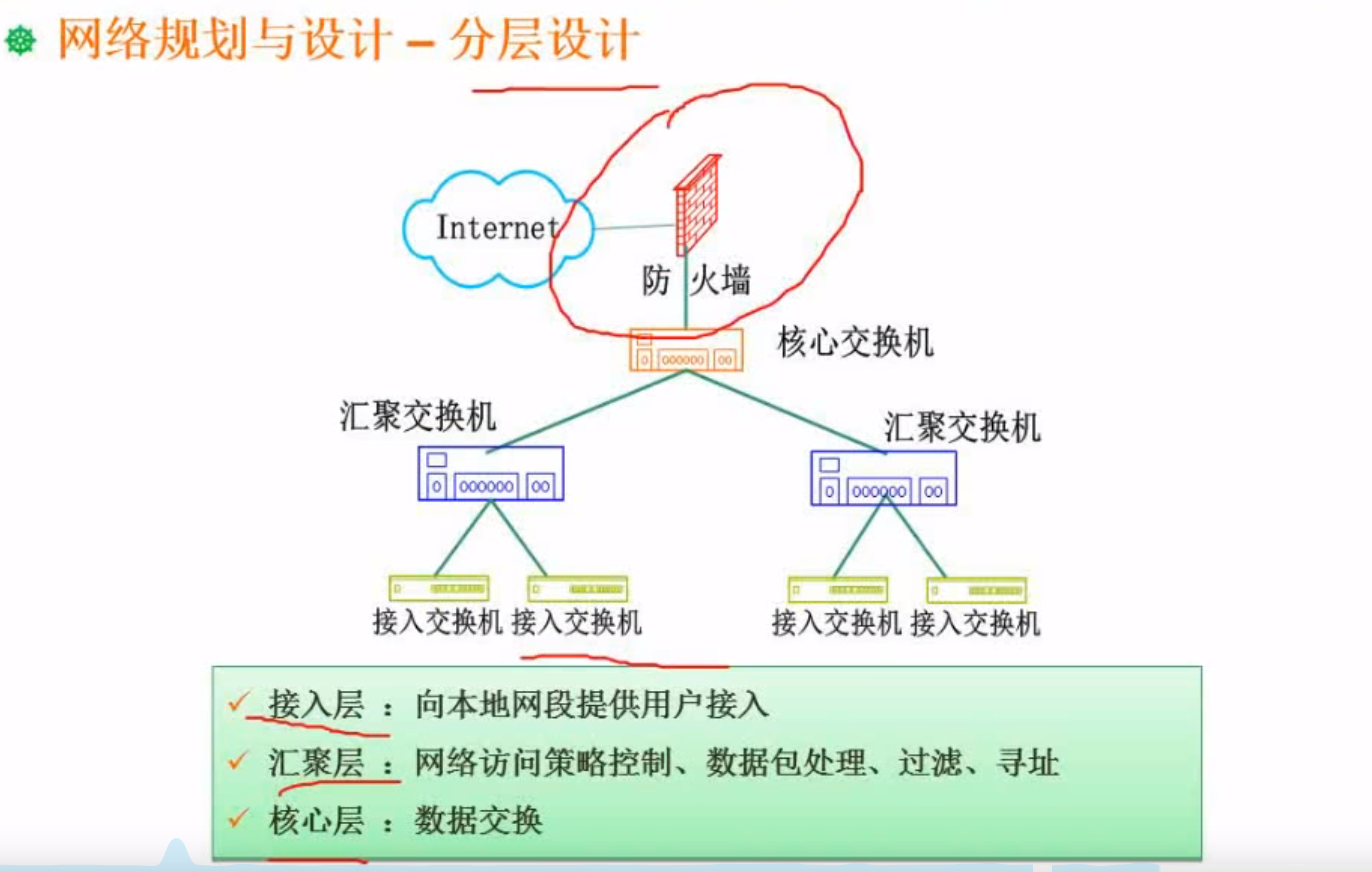 网络规划与设计 – 分层设计
Internet
防 火墙
核心交换机
汇聚交换机
汇聚交换机
接入交换机 接入交换机 接入交换机 接入交换机
接入层 ： 向本地网段提供用户接入
汇聚层 ： 网络访问策略控制、数据包处理、过滤、寻址
核心层 ： 数据交换